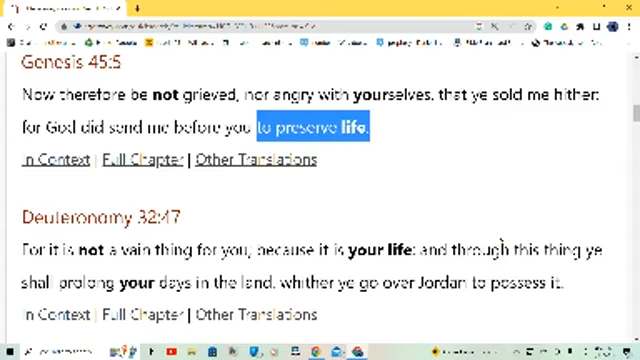 Genesis 45:5
Now therefore be not grieved, nor angry with yourselves, that ye sold me hither:
for God did send me before you to preserve life.
In Context | Full Chapter | Other Translations
Deuteronomy 32:47
For it is not a vain thing for you; because it is your life: and through this thing ye
shall prolong your days in the land, whither ye go over Jordan to possess it.
In Context | Full Chapter | Other Translations